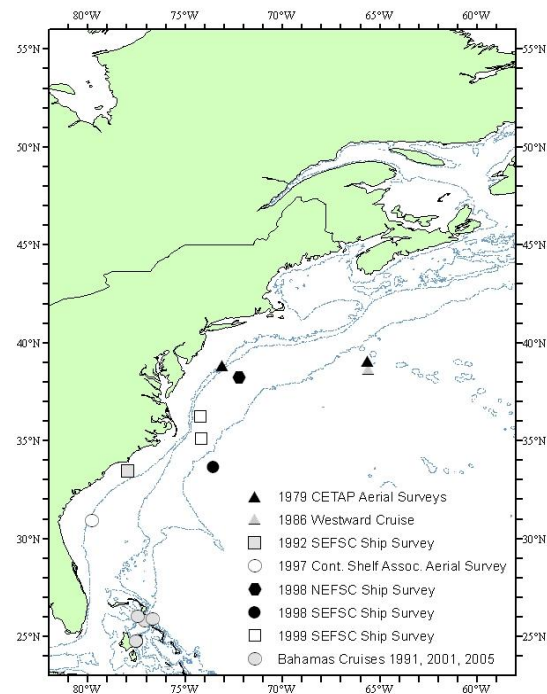 80°W 75°W 70°W 65°W 60°W
55°N 55°N
50°N 50°N
45°N 45°N
40°N 40°N
35°N 35°N
1979 CETAP Aerial Surveys
1986 Westward Cruise
1992 SEFSC Ship Survey
30°N 30°N
1997 Cont. Shelf Assoc. Aerial Survey
1998 NEFSC Ship Survey
1998 SEFSC Ship Survey
25°N 25°N
1999 SEFSC Ship Survey
Bahamas Cruises 1991, 2001, 2005
80°W 75°W 70°W 65°W 60°W